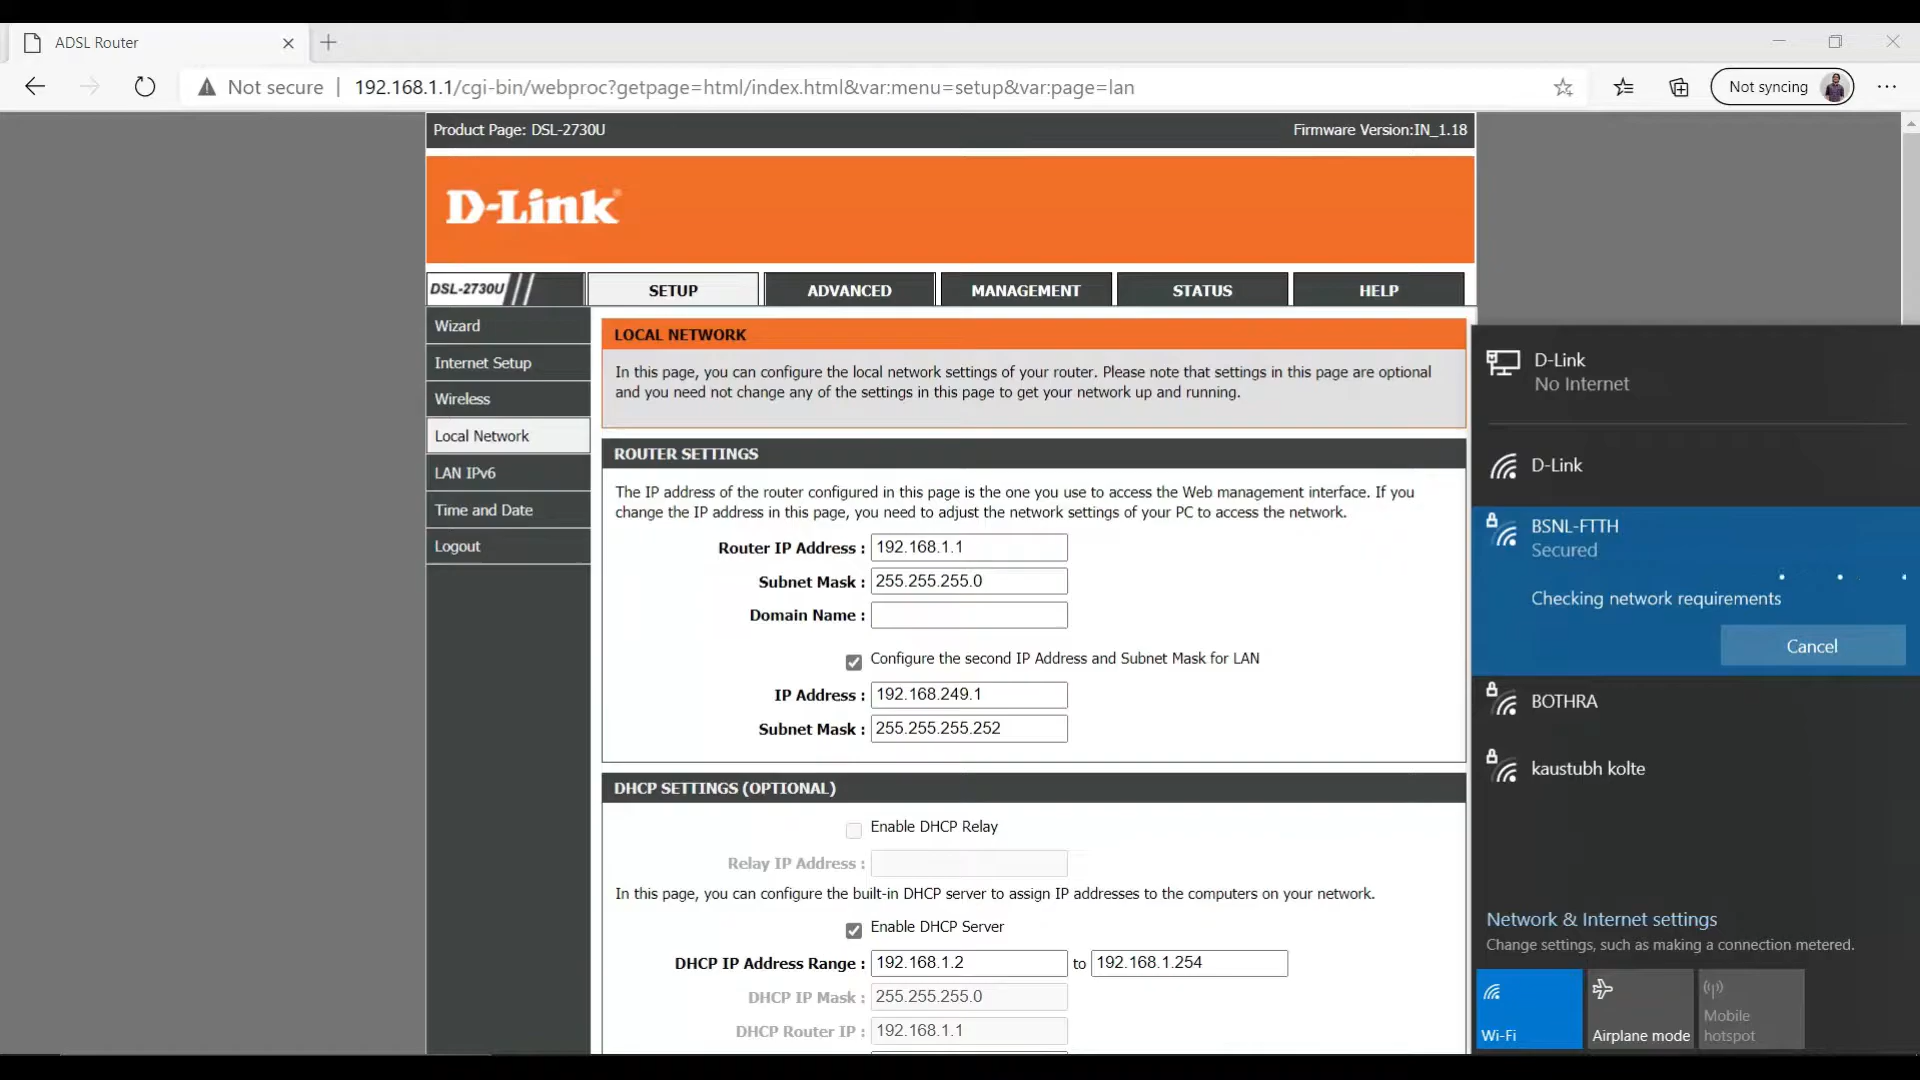 ADSL Router
Not secure
192.168.1.1/cgi-bin/webproc?getpage=html/index.html&var:menu=setup&var:page=lan
Not syncing
Product Page: DSL-2730U
Firmware Version:IN_1.18
D-Link
DSL-2730U
SETUP
ADVANCED
MANAGEMENT
STATUS
HELP
Wizard
Internet Setup
Wireless
Local Network
LAN IPv6
Time and Date
Logout
LOCAL NETWORK
In this page, you can configure the local network settings of your router. Please note that settings in this page are optional
and you need not change any of the settings in this page to get your network up and running.
ROUTER SETTINGS
The IP address of the router configured in this page is the one you use to access the Web management interface. If you
change the IP address in this page, you need to adjust the network settings of your PC to access the network.
Router IP Address : 192.168.1.1
Subnet Mask : 255.255.255.0
Domain Name :
Configure the second IP Address and Subnet Mask for LAN
IP Address : 192.168.249.1
Subnet Mask : 255.255.255.252
DHCP SETTINGS (OPTIONAL)
Enable DHCP Relay
Relay IP Address :
In this page, you can configure the built-in DHCP server to assign IP addresses to the computers on your network.
Enable DHCP Server
DHCP IP Address Range : 192.168.1.2 to 192.168.1.254
DHCP IP Mask : 255.255.255.0
DHCP Router IP : 192.168.1.1
D-Link
No Internet
D-Link
BSNL-FTTH
Secured
Checking network requirements
Cancel
BOTHRA
kaustubh kolte
Network & Internet settings
Change settings, such as making a connection metered.
Wi-Fi
Airplane mode
Mobile
hotspot